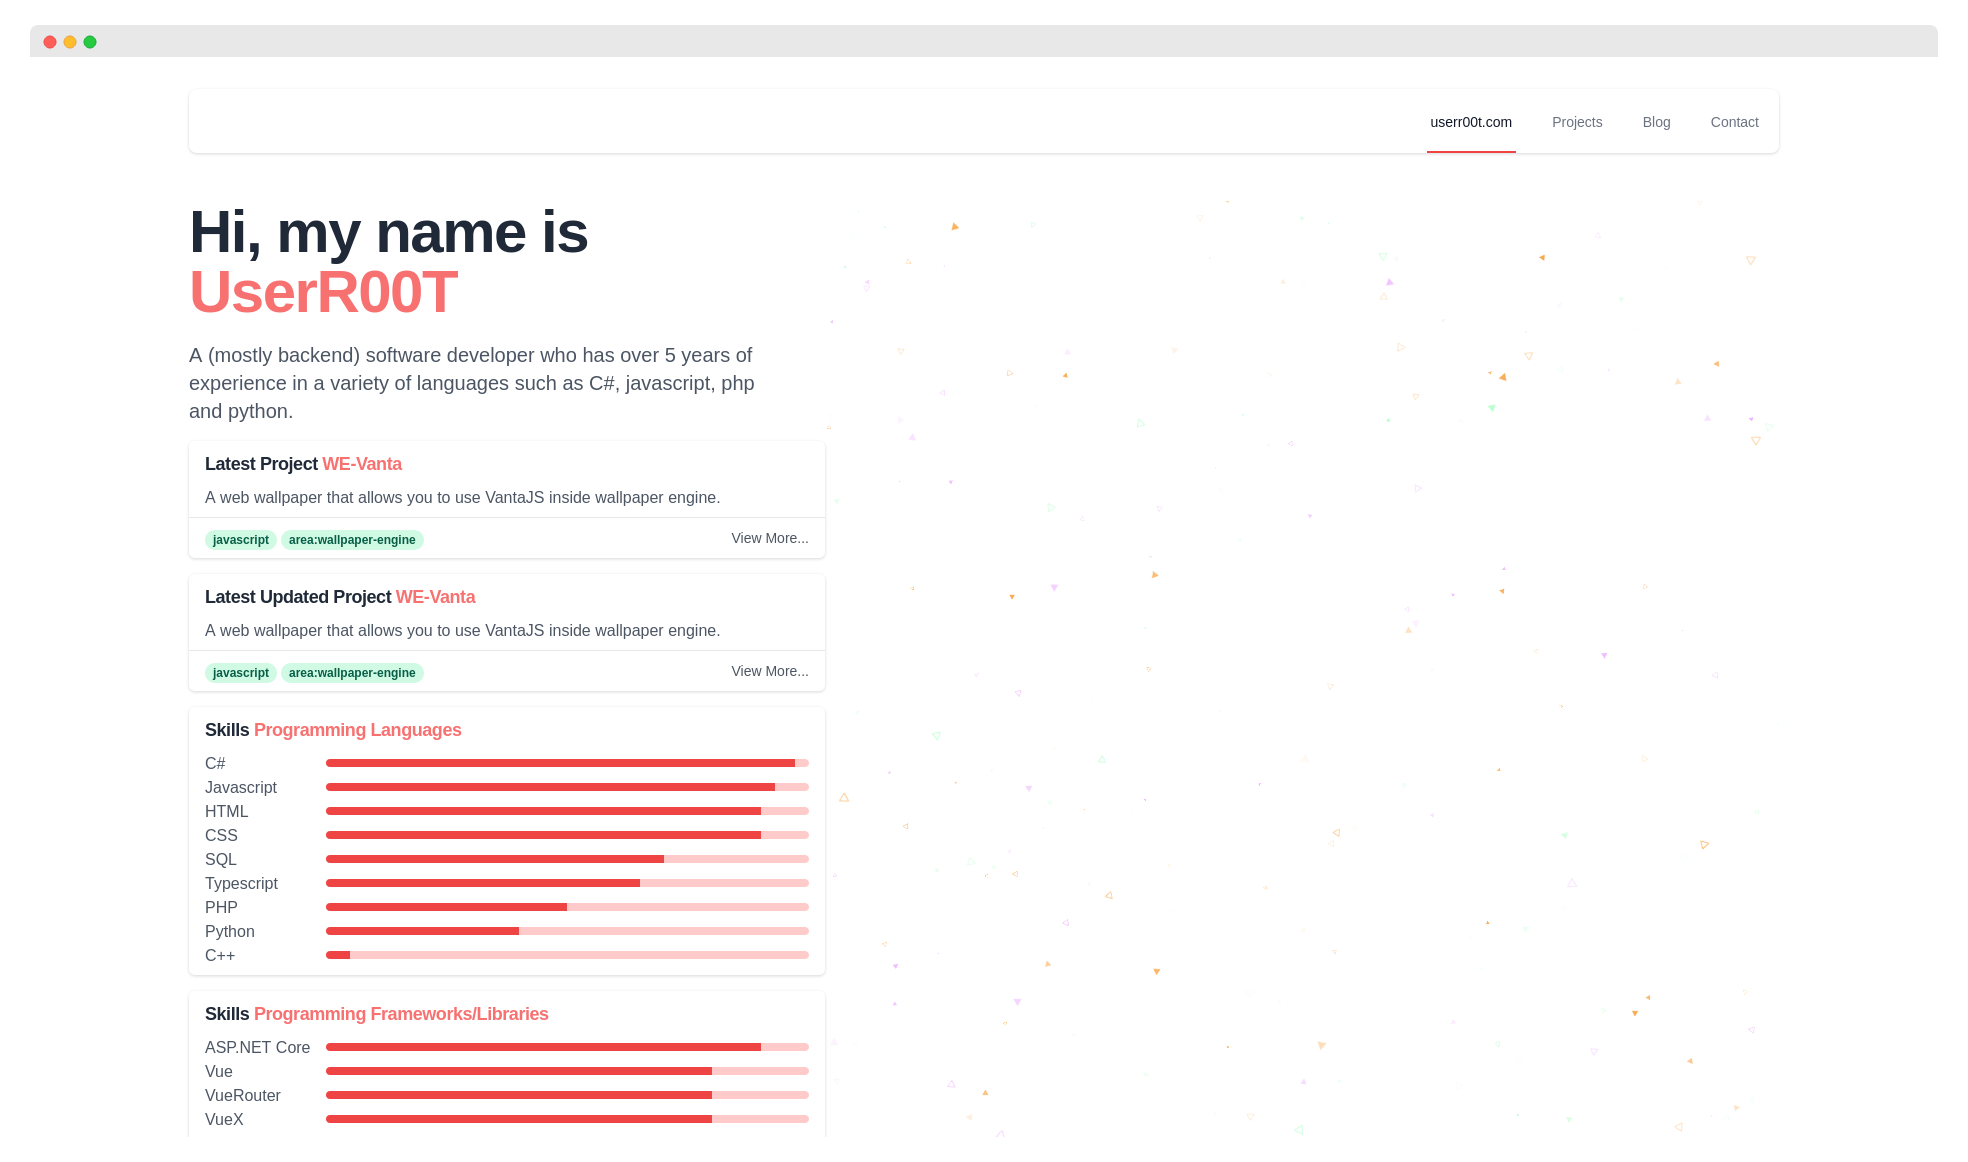 userr00t.com Projects Blog Contact
Hi, my name is
UserR00T
A (mostly backend) software developer who has over 5 years of
experience in a variety of languages such as C#, javascript, php
and python.
Latest Project WE-Vanta
A web wallpaper that allows you to use VantaJS inside wallpaper engine.
javascript area:wallpaper-engine View More...
Latest Updated Project WE-Vanta
A web wallpaper that allows you to use VantaJS inside wallpaper engine.
javascript area:wallpaper-engine View More...
Skills Programming Languages
C#
Javascript
HTML
CSS
SQL
Typescript
PHP
Python
C++
Skills Programming Frameworks/Libraries
ASP.NET Core
Vue
VueRouter
VueX